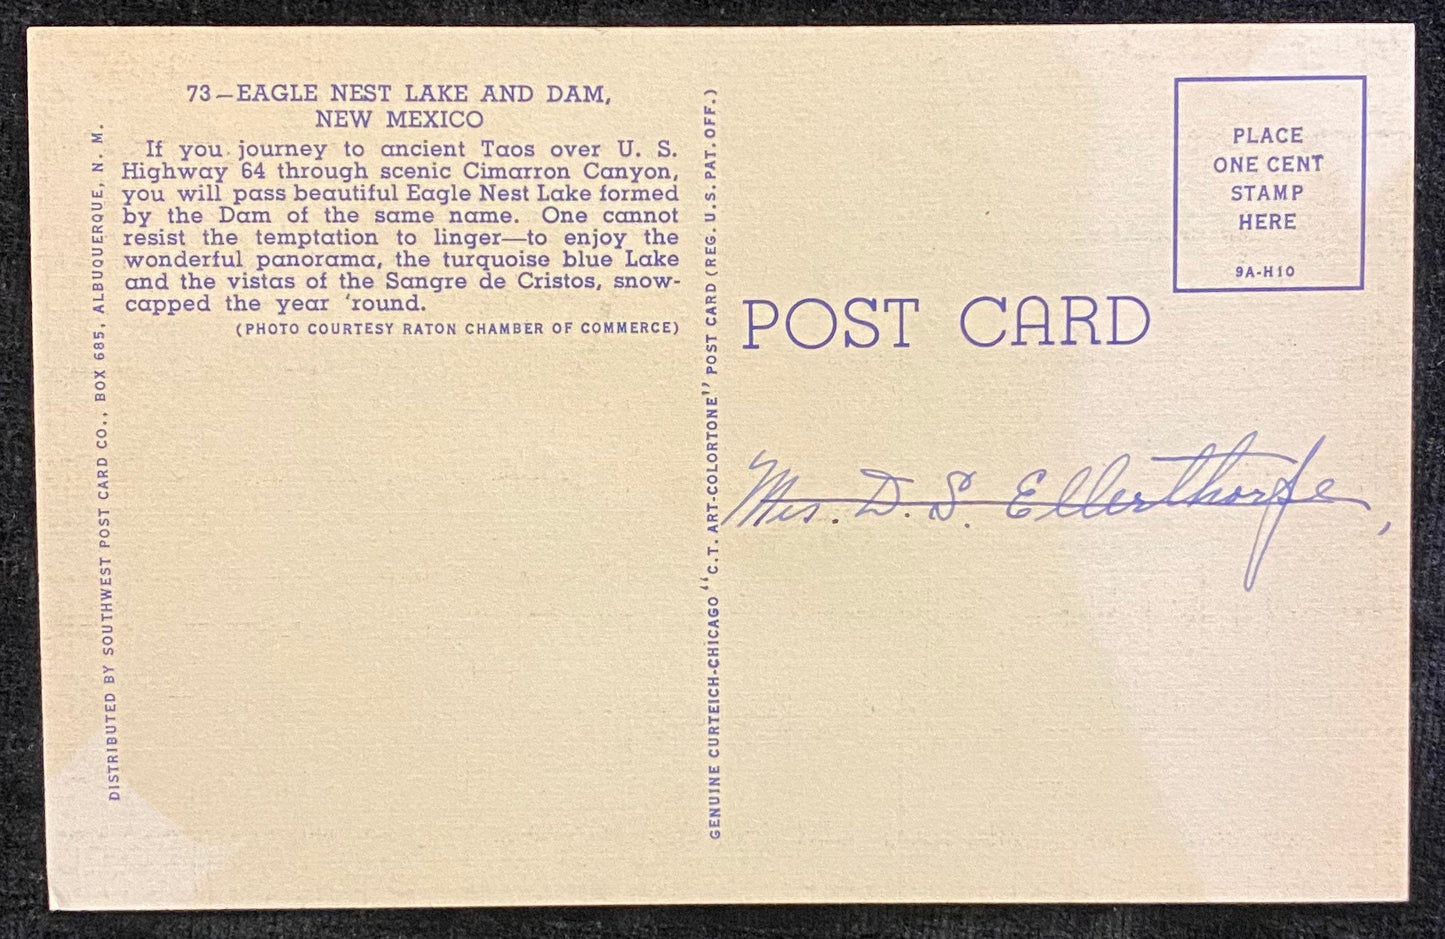 73—EAGLE NEST LAKE AND DAM,
NEW MEXICO
If you journey to ancient Taos over U. S.
Highway 64 through scenic Cimarron Canyon,
you will pass beautiful Eagle Nest Lake formed
by the Dam of the same name. One cannot
resist the temptation to linger—to enjoy the
wonderful panorama, the turquoise blue Lake
and the vistas of the Sangre de Cristos, snow-
capped the year 'round.
(PHOTO COURTESY RATON CHAMBER OF COMMERCE)
DISTRIBUTED BY SOUTHWEST POST CARD CO., BOX 685, ALBUQUERQUE, N. M.
GENUINE CURTEICH-CHICAGO "C.T. ART-COLORTONE" POST CARD (REG. U.S. PAT. OFF.)
PLACE
ONE CENT
STAMP
HERE
9A-H10
POST CARD
Mrs. D. S. Ellerthorpe,